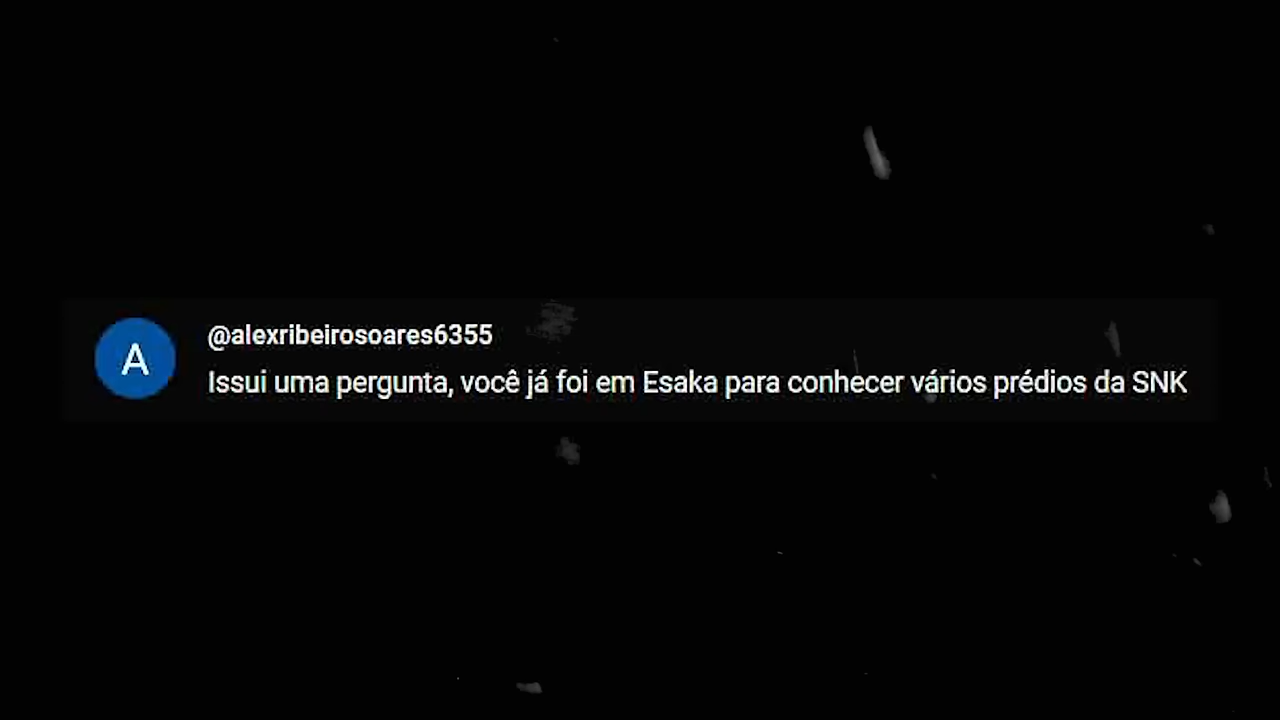 A
@alexribeirosoares6355
Issui uma pergunta, você já foi em Esaka para conhecer vários prédios da SNK